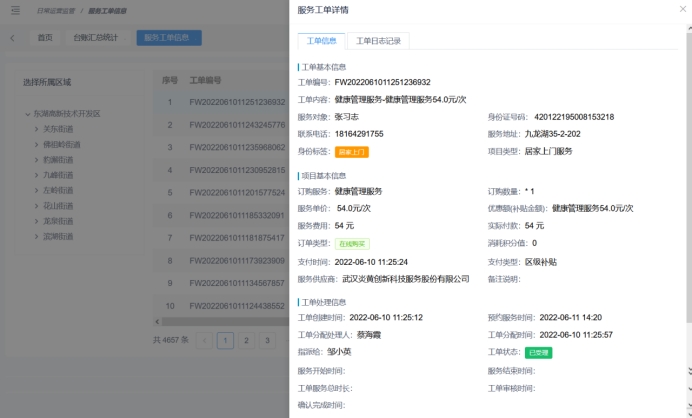 日常运营监管 / 服务工单信息
首页
台账汇总统计
服务工单信息
选择所属区域
东湖高新技术开发区
关东街道
佛祖岭街道
豹澥街道
九峰街道
左岭街道
花山街道
龙泉街道
滨湖街道
序号 工单编号
1 FW2022061011251236932
2 FW2022061011243245776
3 FW2022061011235968062
4 FW2022061011230952815
5 FW2022061011201577524
6 FW2022061011185332091
7 FW2022061011181875417
8 FW2022061011173923909
9 FW2022061011134567857
10 FW2022061011124438552
共 4657 条 1 2 3
服务工单详情
工单信息 工单日志记录
工单基本信息
工单编号: FW2022061011251236932
工单内容: 健康管理服务-健康管理服务54.0元/次
服务对象: 张习志 身份证号码: 420122195008153218
联系电话: 18164291755 服务地址: 九龙湖35-2-202
身份标签: 居家上门 项目类型: 居家上门服务
项目基本信息
订购服务: 健康管理服务 订购数量: * 1
服务单价: 54.0元/次 优惠额(补贴金额): 健康管理服务54.0元/次
服务费用: 54 元 实际付款: 54 元
订单类型: 在线购买 消耗积分值: 0
支付时间: 2022-06-10 11:25:24 支付类型: 区级补贴
服务供应商: 武汉炎黄创新科技服务股份有限公司 备注说明:
工单处理信息
工单创建时间: 2022-06-10 11:25:12 预约服务时间: 2022-06-11 14:20
工单分配处理人: 蔡海霞 工单分配时间: 2022-06-10 11:25:57
指派给: 邹小英 工单状态: 已受理
服务开始时间: 服务结束时间:
工单服务总时长: 工单审核时间:
确认完成时间: